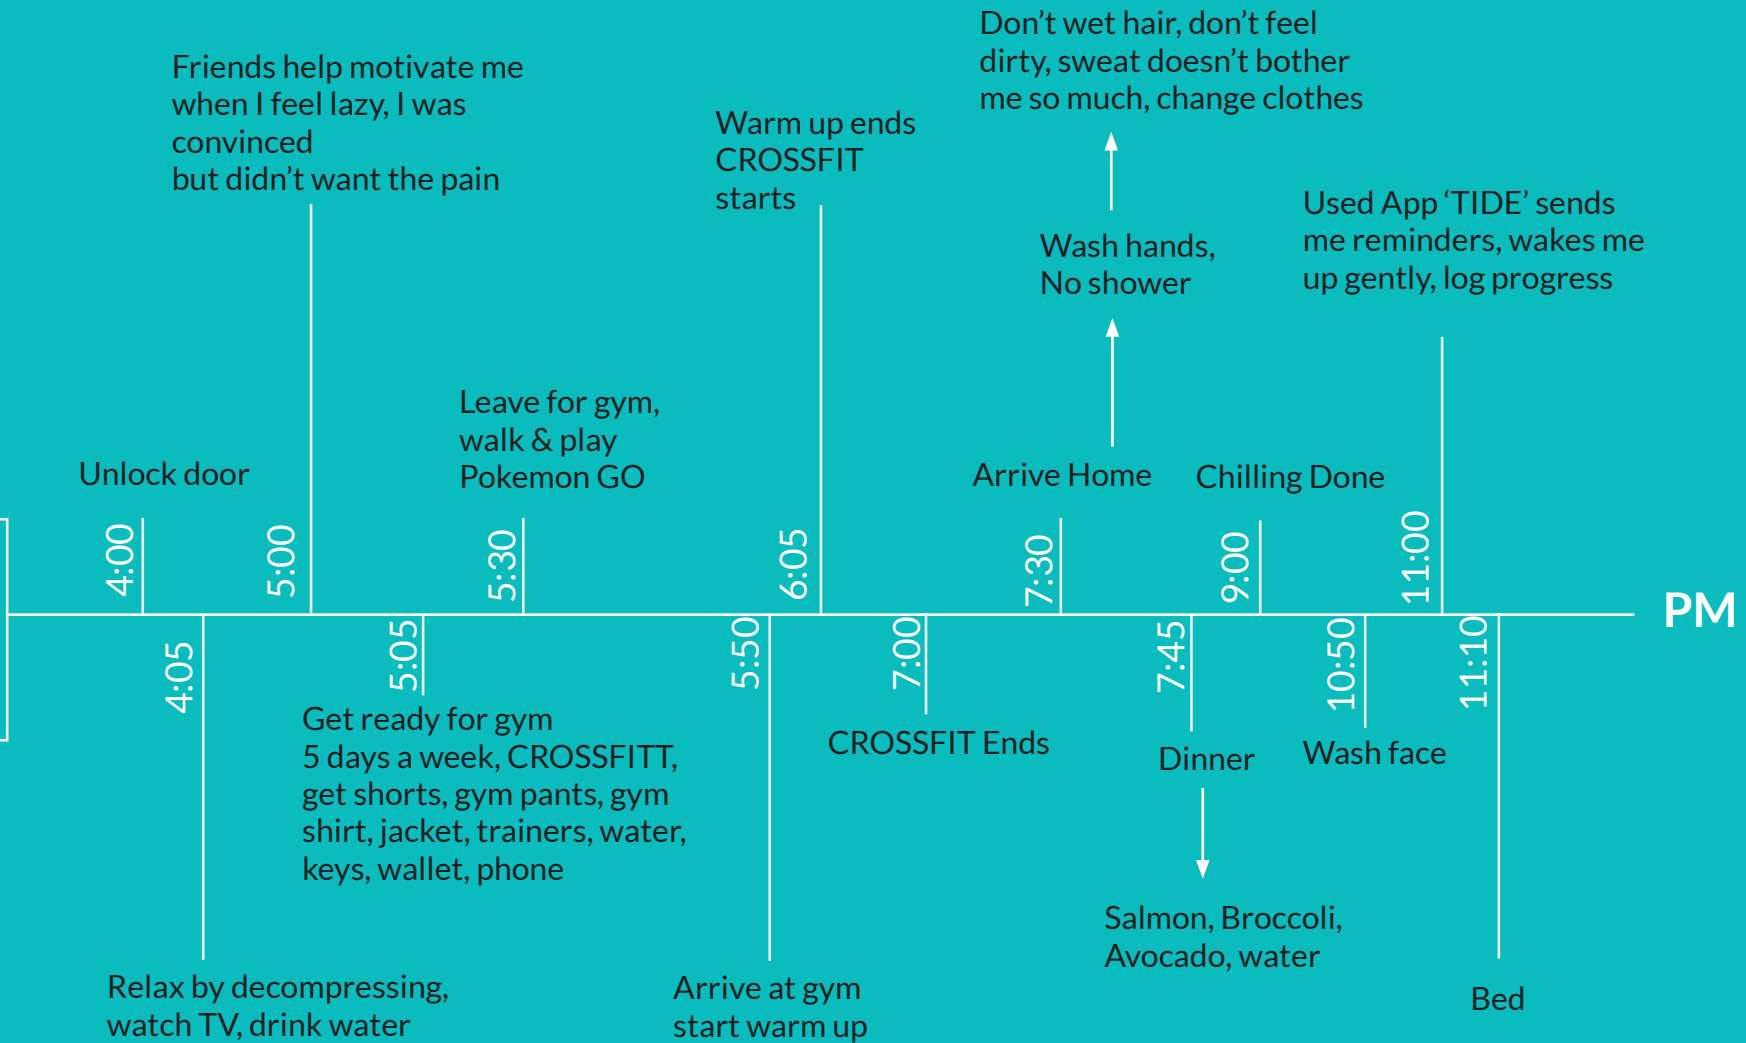 Don’t wet hair, don’t feel
dirty, sweat doesn’t bother
me so much, change clothes
Friends help motivate me
when I feel lazy, I was
convinced
but didn’t want the pain
Warm up ends
CROSSFIT
starts
Used App ‘TIDE’ sends
me reminders, wakes me
up gently, log progress
Wash hands,
No shower
Leave for gym,
walk & play
Pokemon GO
Unlock door
Arrive Home
Chilling Done
4:00
5:00
5:30
6:05
7:30
9:00
11:00
PM
4:05
5:05
5:50
7:00
7:45
10:50
11:10
Get ready for gym
5 days a week, CROSSFITT,
get shorts, gym pants, gym
shirt, jacket, trainers, water,
keys, wallet, phone
CROSSFIT Ends
Dinner
Wash face
Salmon, Broccoli,
Avocado, water
Relax by decompressing,
watch TV, drink water
Arrive at gym
start warm up
Bed